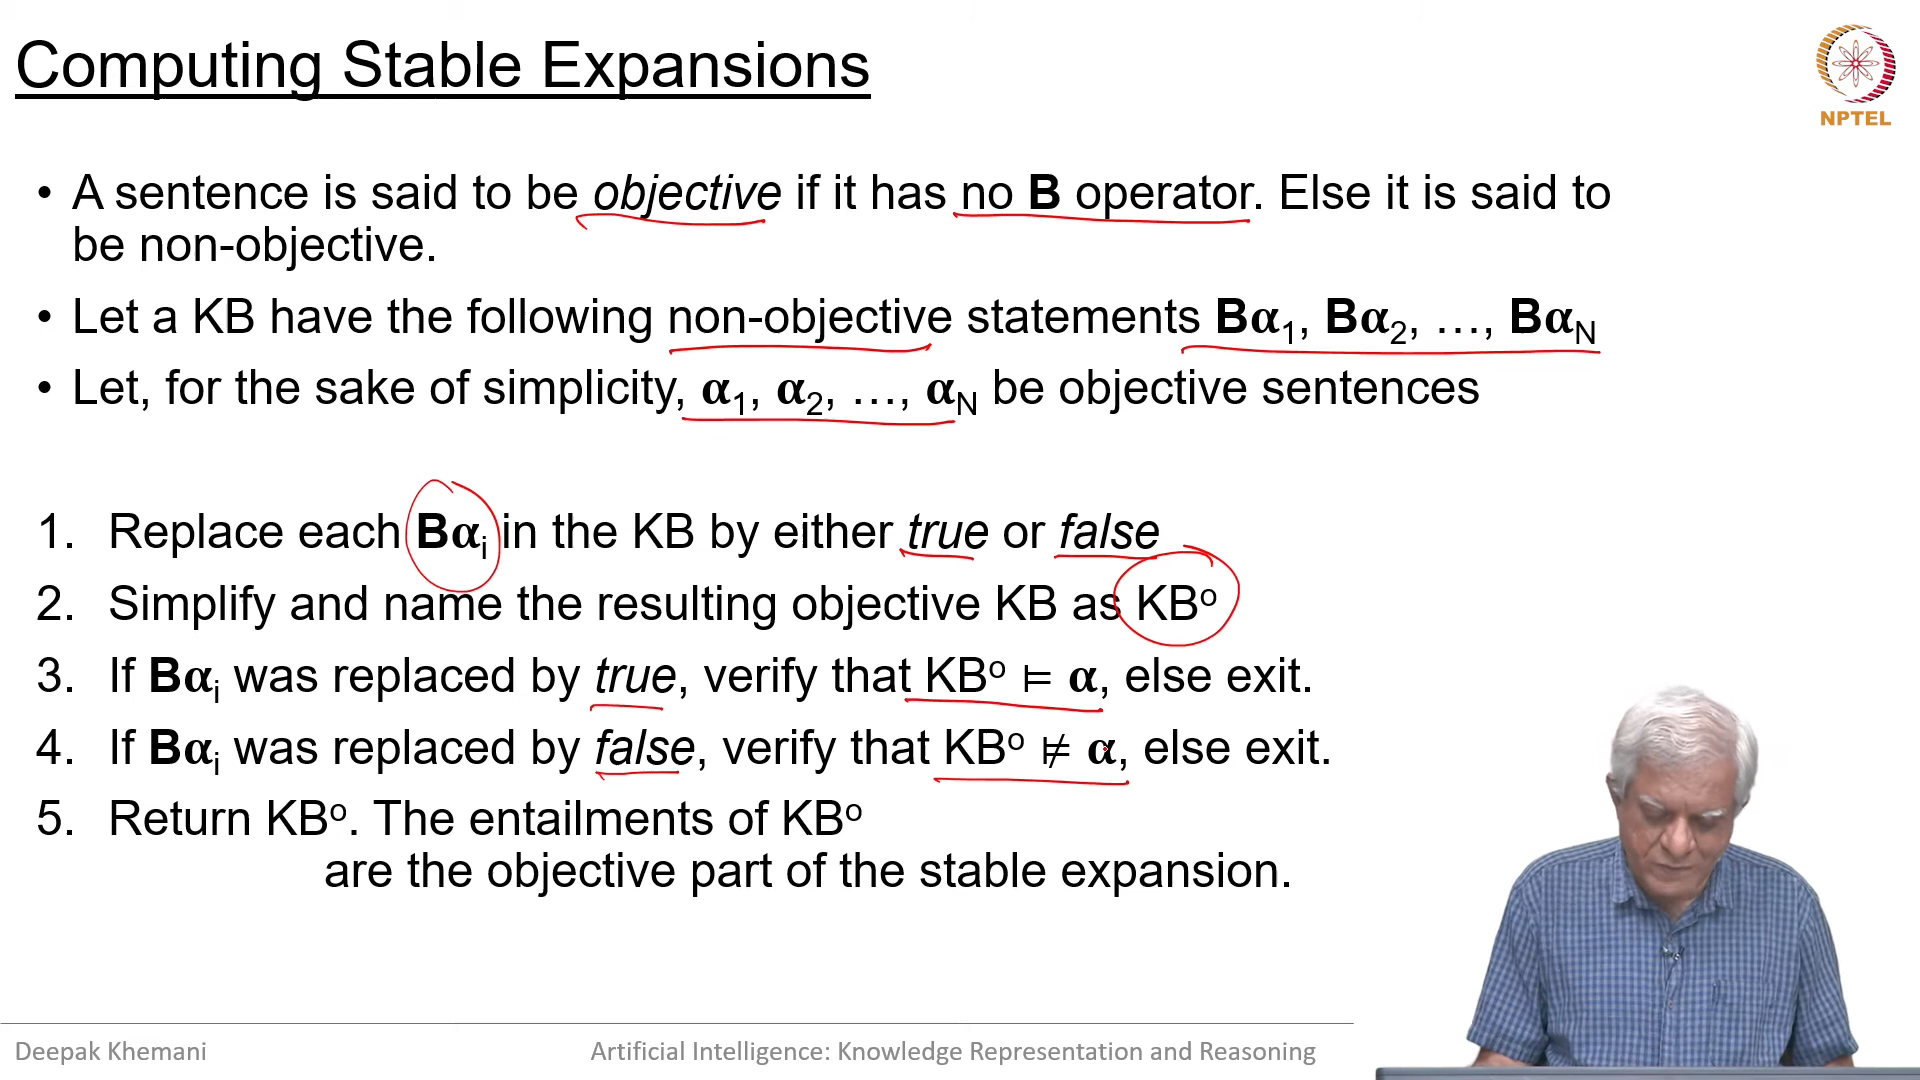 Computing Stable Expansions
NPTEL
• A sentence is said to be objective if it has no B operator. Else it is said to
be non-objective.
• Let a KB have the following non-objective statements Bα₁, Bα₂, …, Bα_N
• Let, for the sake of simplicity, α₁, α₂, …, α_N be objective sentences
1. Replace each Bαᵢ in the KB by either true or false
2. Simplify and name the resulting objective KB as KBᵒ
3. If Bαᵢ was replaced by true, verify that KBᵒ ⊨ α, else exit.
4. If Bαᵢ was replaced by false, verify that KBᵒ ⊭ α, else exit.
5. Return KBᵒ. The entailments of KBᵒ
are the objective part of the stable expansion.
Deepak Khemani
Artificial Intelligence: Knowledge Representation and Reasoning